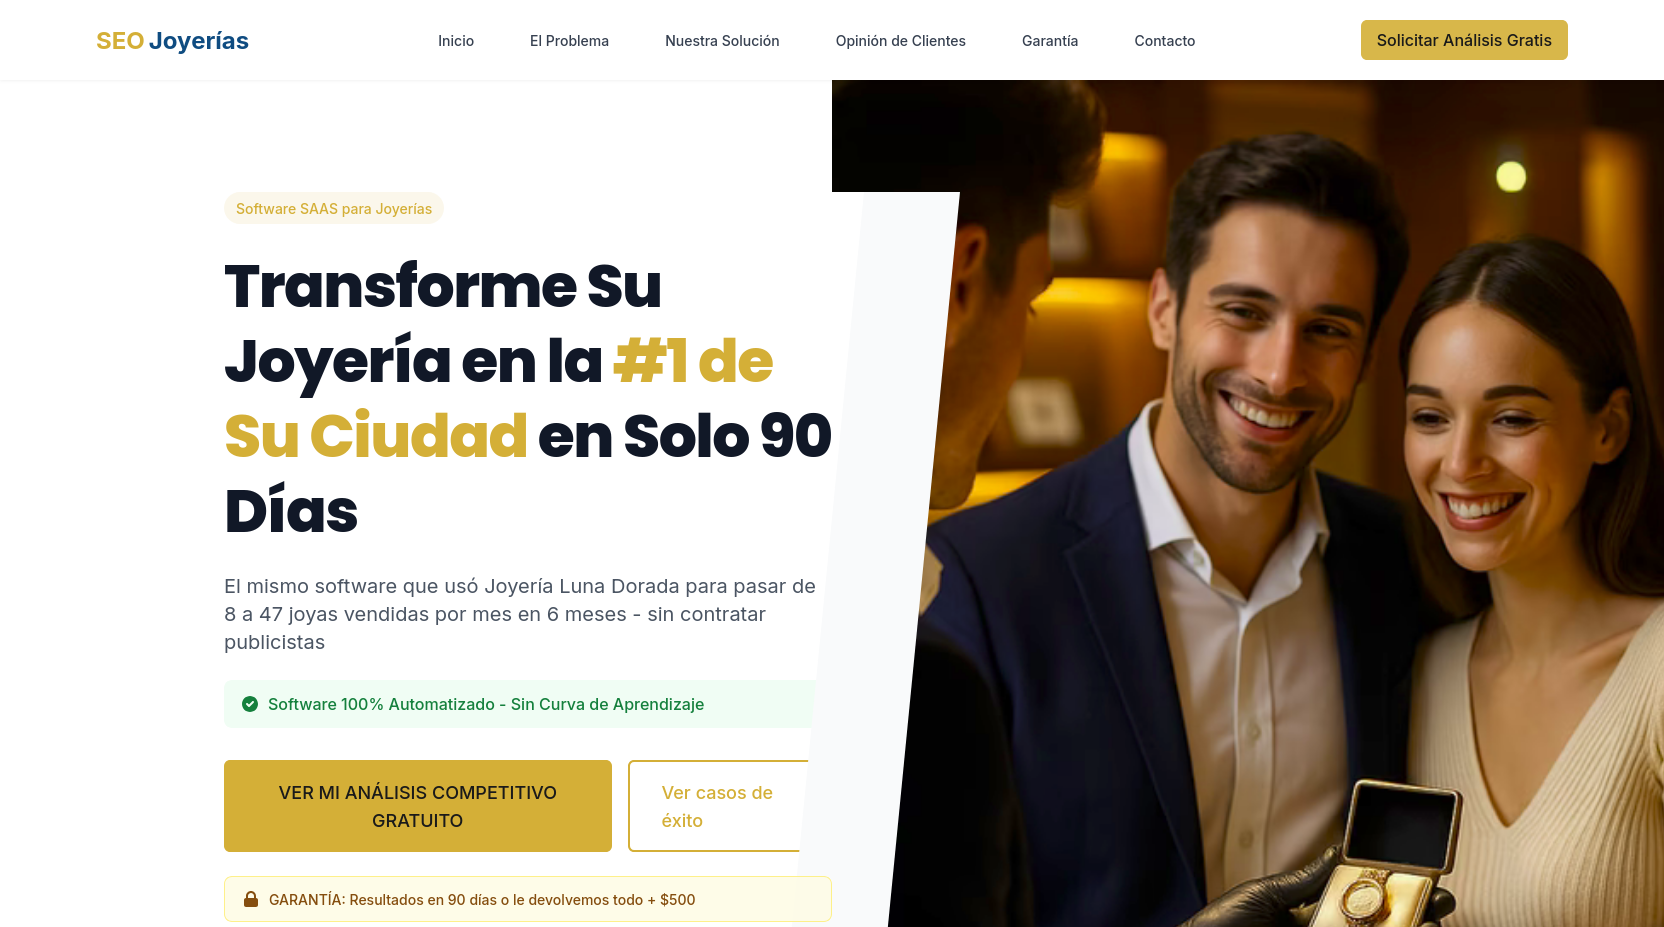 SEO Joyerías
Inicio
El Problema
Nuestra Solución
Opinión de Clientes
Garantía
Contacto
Solicitar Análisis Gratis
Software SAAS para Joyerías
Transforme Su
Joyería en la #1 de
Su Ciudad en Solo 90
Días
El mismo software que usó Joyería Luna Dorada para pasar de
8 a 47 joyas vendidas por mes en 6 meses - sin contratar
publicistas
Software 100% Automatizado - Sin Curva de Aprendizaje
VER MI ANÁLISIS COMPETITIVO
GRATUITO
Ver casos de
éxito
GARANTÍA: Resultados en 90 días o le devolvemos todo + $500